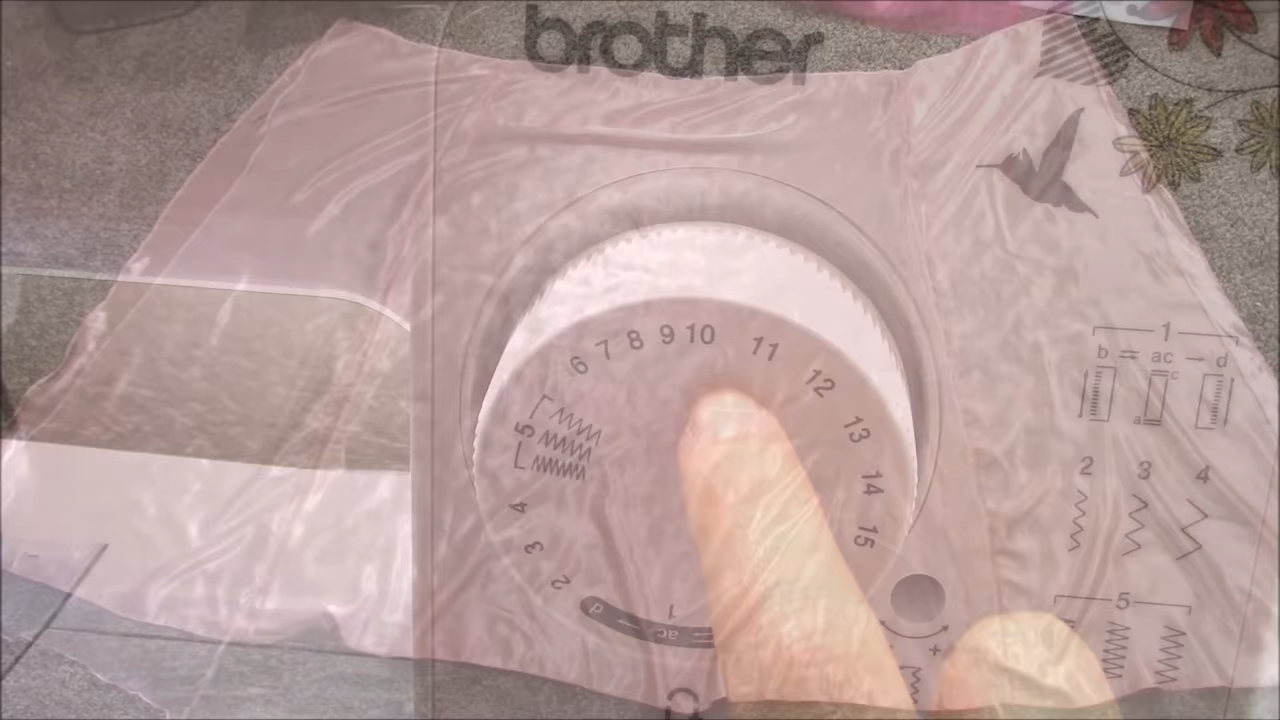 brother
6 7 8 9 10 11 12 13 14 15
5
4
3
2
1
d ← ac
1
b = ac → d
c
a
2 3 4
5
+